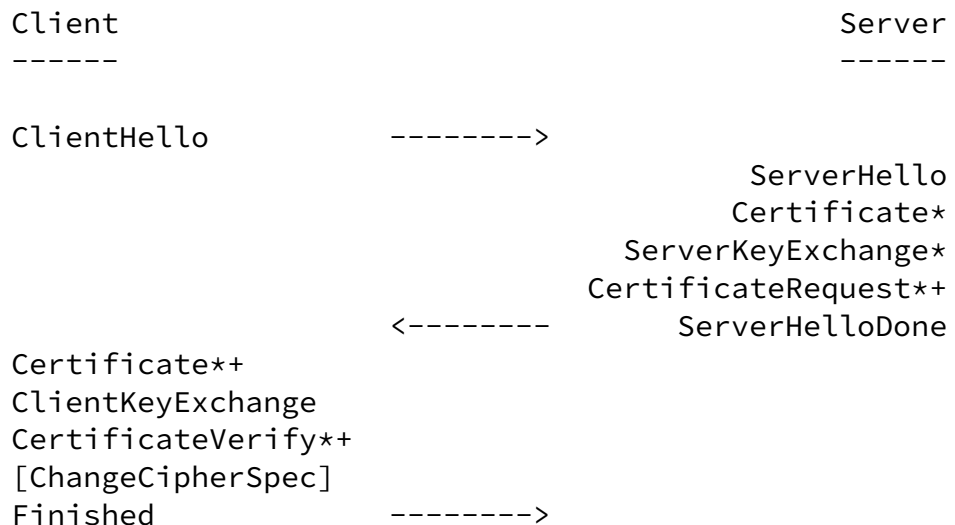 Client                                       Server
------                                       ------
ClientHello          -------->
ServerHello
Certificate*
ServerKeyExchange*
CertificateRequest*+
<--------       ServerHelloDone
Certificate*+
ClientKeyExchange
CertificateVerify*+
[ChangeCipherSpec]
Finished             -------->